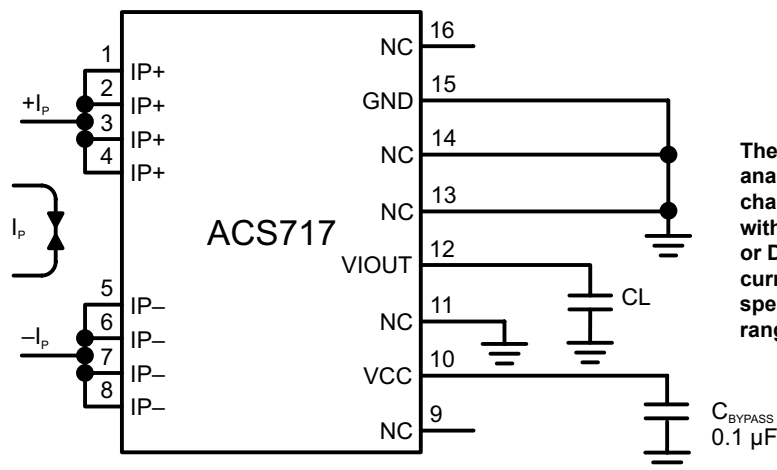 1
IP+
2
IP+
3
IP+
4
IP+
+IP
IP
5
IP–
6
IP–
7
IP–
8
IP–
–IP
ACS717
16
NC
15
GND
14
NC
13
NC
12
VIOUT
CL
11
NC
10
VCC
9
NC
CBYPASS
0.1 µF
The
ana
cha
with
or D
curr
spe
rang